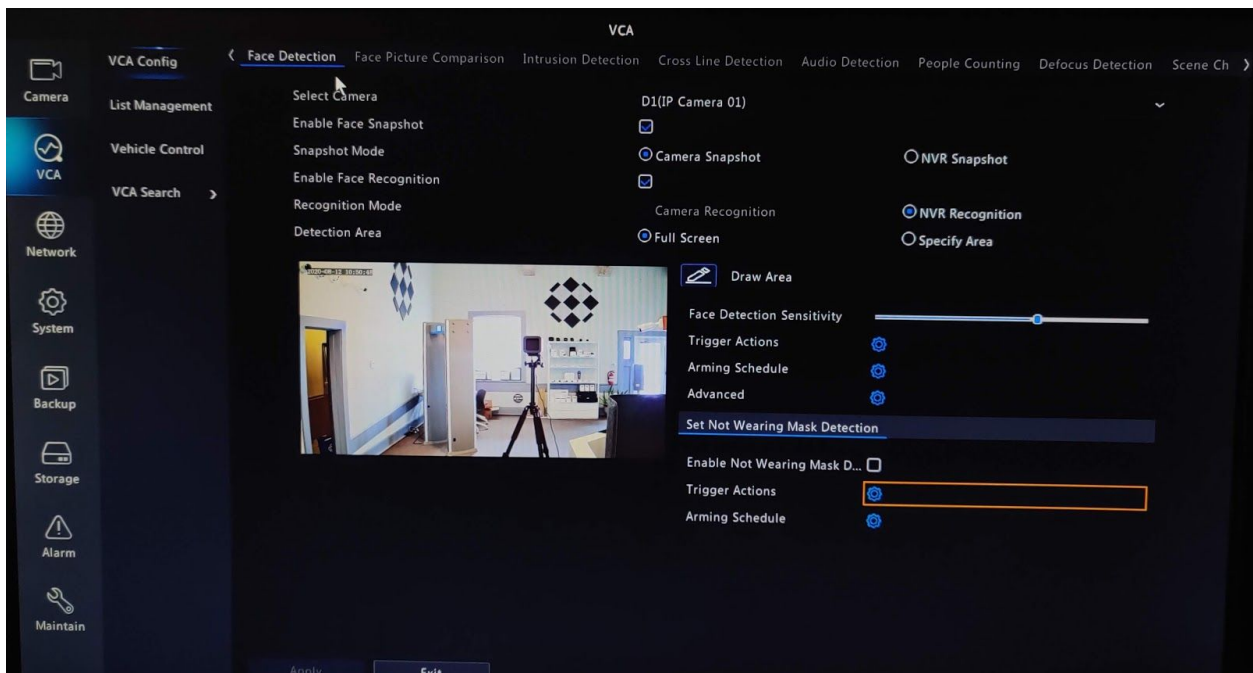 VCA
Camera
VCA
Network
System
Backup
Storage
Alarm
Maintain
VCA Config
List Management
Vehicle Control
VCA Search >
< Face Detection Face Picture Comparison Intrusion Detection Cross Line Detection Audio Detection People Counting Defocus Detection Scene Ch >
Select Camera D1(IP Camera 01)
Enable Face Snapshot
Snapshot Mode Camera Snapshot NVR Snapshot
Enable Face Recognition
Recognition Mode Camera Recognition NVR Recognition
Detection Area Full Screen Specify Area
Draw Area
Face Detection Sensitivity
Trigger Actions
Arming Schedule
Advanced
Set Not Wearing Mask Detection
Enable Not Wearing Mask D...
Trigger Actions
Arming Schedule
Apply Exit